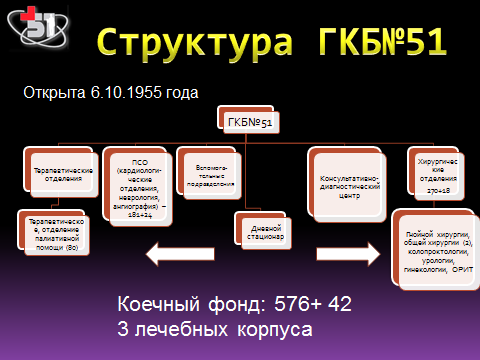 51
Структура ГКБ№51
Открыта 6.10.1955 года
ГКБ№51
Терапевтические
отделения
ПСО
(кардиологи-
ческие
отделения,
неврология,
ангиография) –
181+24
Вспомога-
тельные
подразделения
Консультативно-
диагностический
центр
Хирургичес
кие
отделения
270+18
Терапевтическо
е, отделение
палиативной
помощи (80)
Дневной
стационар
Гнойной хирургии,
общей хирургии (2),
колопроктологии,
урологии,
гинекологии, ОРИТ
Коечный фонд: 576+ 42
3 лечебных корпуса